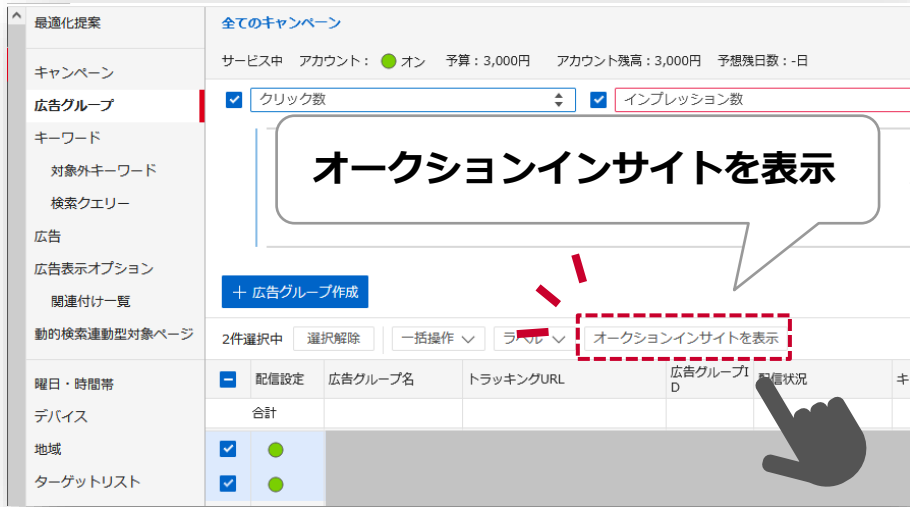 最適化提案
キャンペーン
広告グループ
キーワード
対象外キーワード
検索クエリー
広告
広告表示オプション
関連付け一覧
動的検索連動型対象ページ
曜日・時間帯
デバイス
地域
ターゲットリスト
全てのキャンペーン
サービス中 アカウント： オン 予算：3,000円 アカウント残高：3,000円 予想残日数：-日
クリック数 インプレッション数
オークションインサイトを表示
＋ 広告グループ作成
2件選択中 選択解除 一括操作 ラベル オークションインサイトを表示
配信設定 広告グループ名 トラッキングURL 広告グループID 配信状況 キ
合計